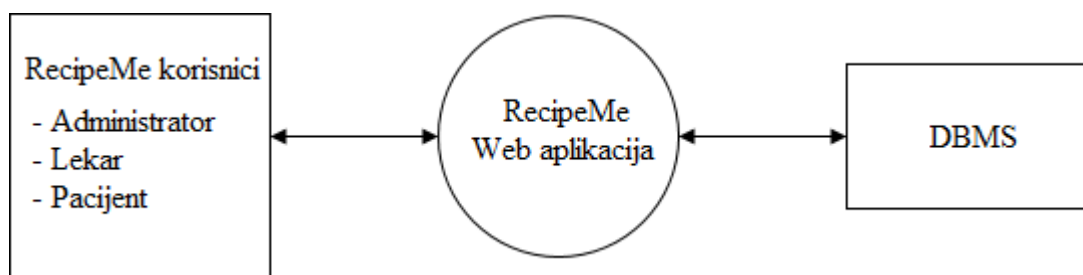 RecipeMe korisnici
- Administrator
- Lekar
- Pacijent
RecipeMe
Web aplikacija
DBMS